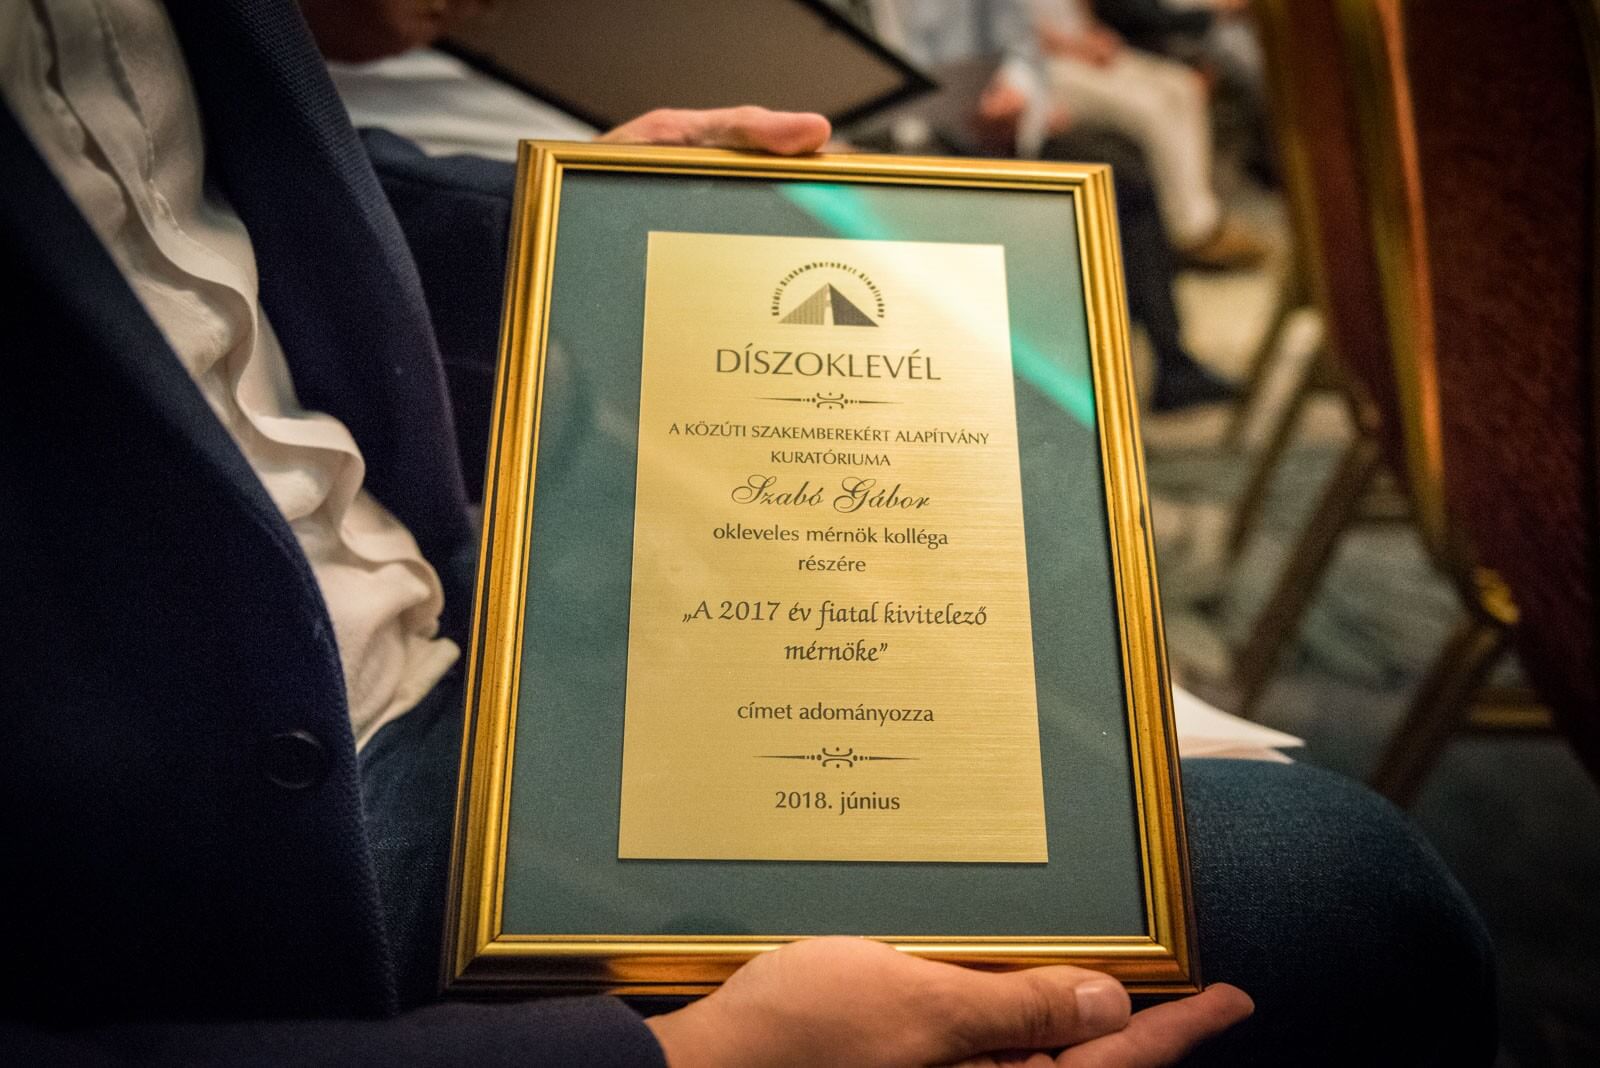 Közúti Szakemberekért Alapítvány
DÍSZOKLEVÉL
A KÖZÚTI SZAKEMBEREKÉRT ALAPÍTVÁNY
KURATÓRIUMA
Szabó Gábor
okleveles mérnök kolléga
részére
„A 2017 év fiatal kivitelező
mérnöke”
címet adományozza
2018. június